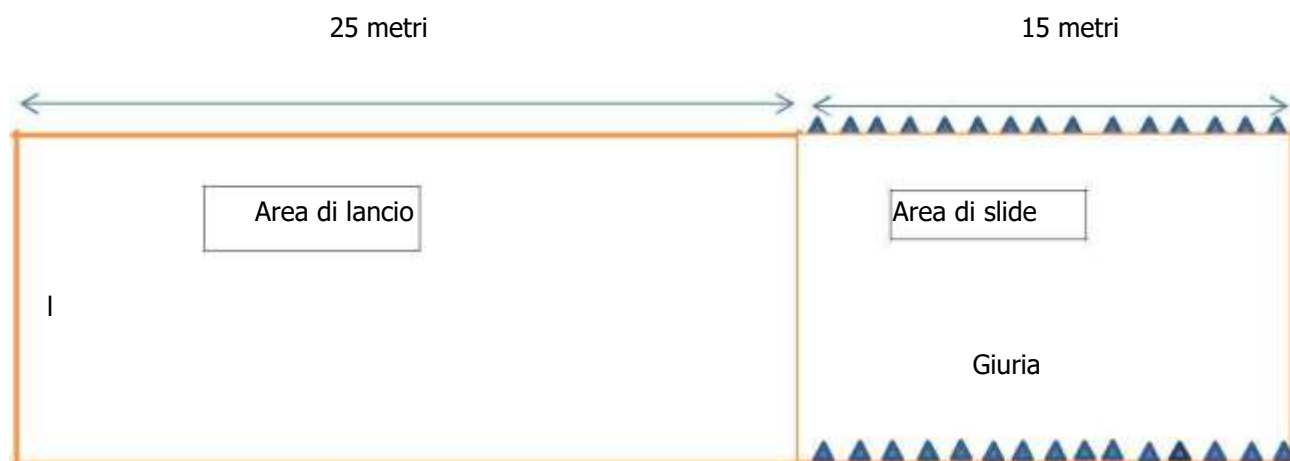 25 metri
15 metri
Area di lancio
Area di slide
I
Giuria